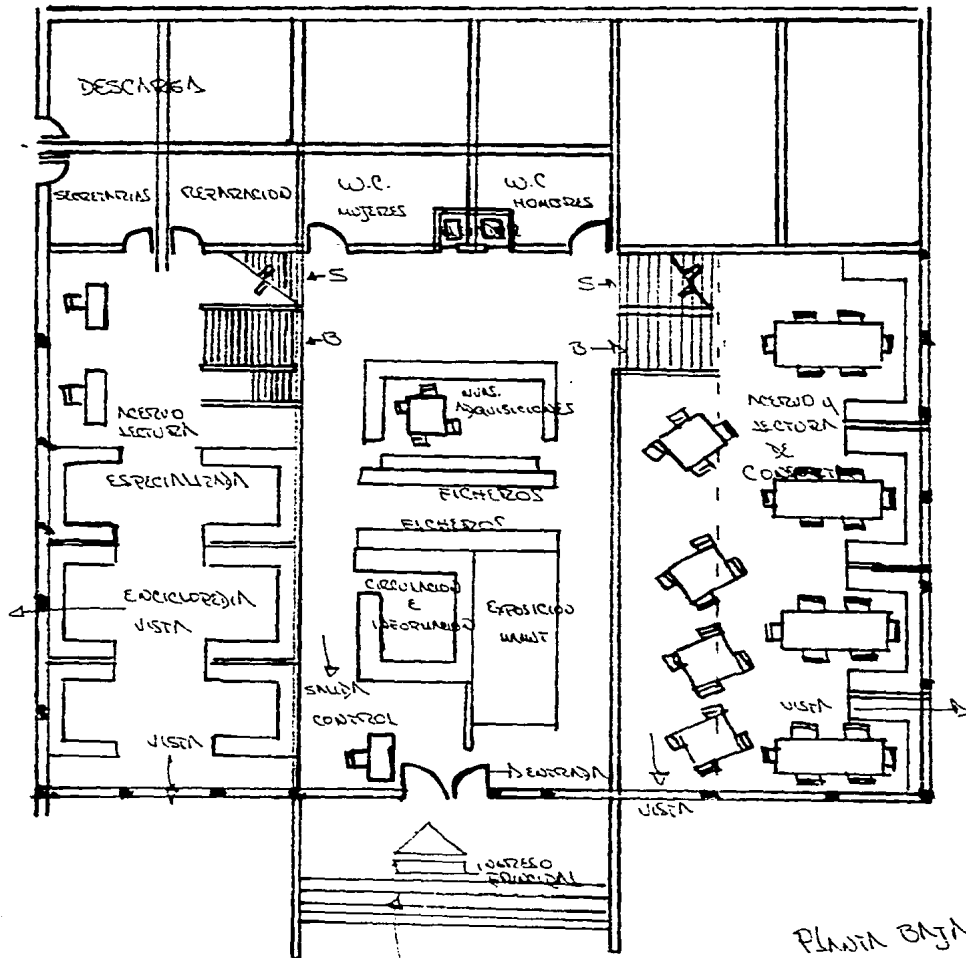 DESCARGA
SECRETARIAS
REPARACION
W.C.
MUJERES
W.C
HOMBRES
S
B
S
B
ACERVO
LECTURA
ESPECIALIZADA
ENCICLOPEDIA
VISTA
VISTA
ADQUISICIONES
FICHEROS
FICHEROS
CIRCULACION
E
INFORMACION
EXPOSICION
SALIDA
CONTROL
ENTRADA
INGRESO
PRINCIPAL
ACERVO Y
LECTURA
DE
CONSULTA
VISTA
VISTA
PLANTA BAJA